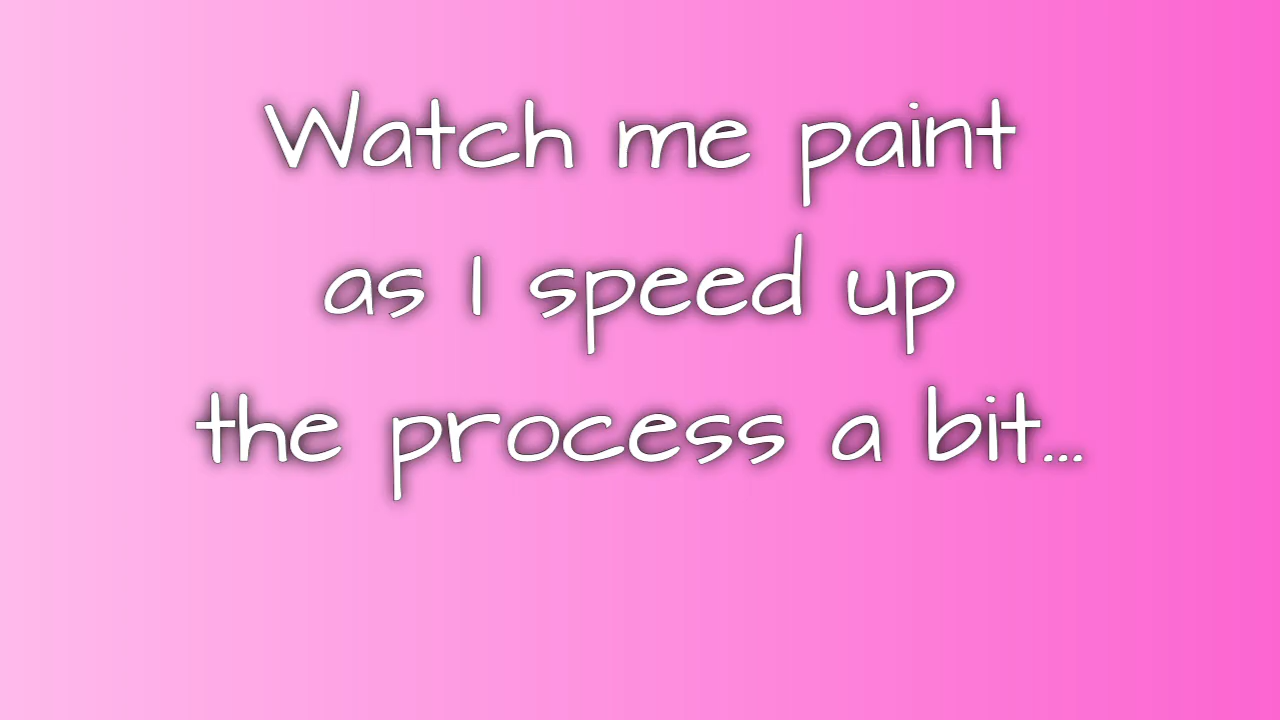 Watch me paint
as I speed up
the process a bit...